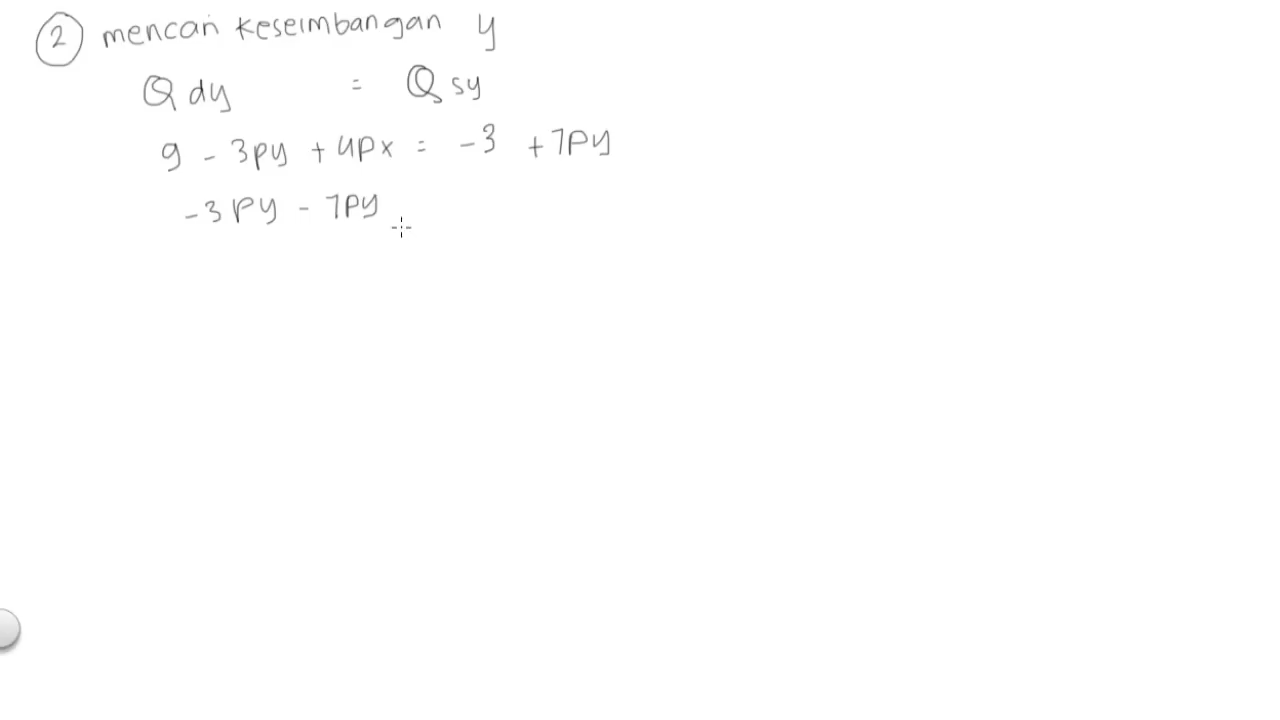 2 mencari keseimbangan y
Qdy = Qsy
9 - 3py + 4px = -3 + 7py
-3py - 7py